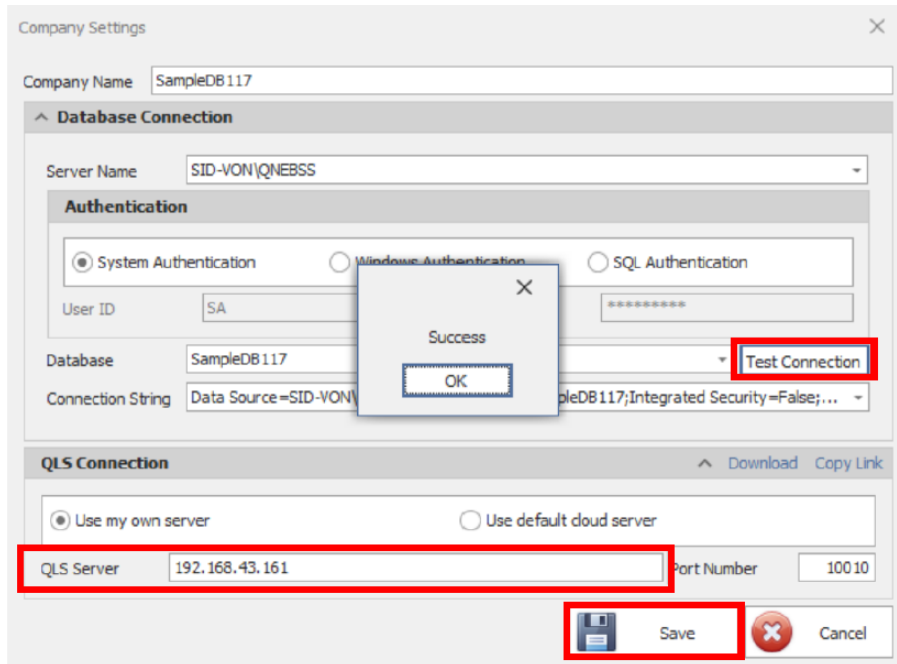 Company Settings
Company Name SampleDB117
Database Connection
Server Name SID-VON\QNEBSS
Authentication
System Authentication Windows Authentication SQL Authentication
User ID SA *********
Success
Database SampleDB117 Test Connection
OK
Connection String Data Source=SID-VON\ pleDB117;Integrated Security=False;...
QLS Connection Download Copy Link
Use my own server Use default cloud server
QLS Server 192.168.43.161 Port Number 10010
Save Cancel